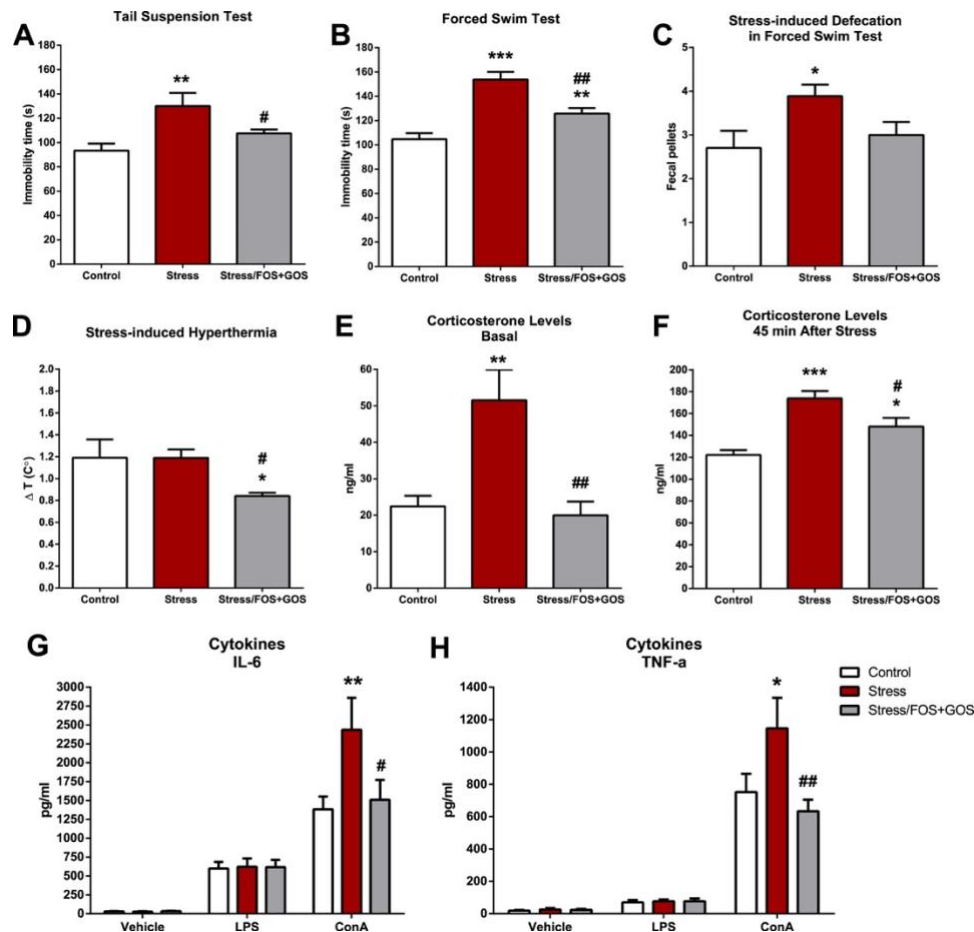 A
Tail Suspension Test
Immobility time (s)
180
160
140
120
100
80
60
40
20
0
**
#
Control
Stress
Stress/FOS+GOS
B
Forced Swim Test
Immobility time (s)
180
160
140
120
100
80
60
40
20
0
***
##
**
Control
Stress
Stress/FOS+GOS
C
Stress-induced Defecation
in Forced Swim Test
Fecal pellets
5
4
3
2
1
0
*
Control
Stress
Stress/FOS+GOS
D
Stress-induced Hyperthermia
Δ T (C°)
2.0
1.8
1.6
1.4
1.2
1.0
0.8
0.6
0.4
0.2
0.0
#
*
Control
Stress
Stress/FOS+GOS
E
Corticosterone Levels
Basal
ng/ml
60
50
40
30
20
10
0
**
##
Control
Stress
Stress/FOS+GOS
F
Corticosterone Levels
45 min After Stress
ng/ml
200
180
160
140
120
100
80
60
40
20
0
***
#
*
Control
Stress
Stress/FOS+GOS
G
Cytokines
IL-6
pg/ml
3000
2750
2500
2250
2000
1750
1500
1250
1000
750
500
250
0
**
#
Vehicle
LPS
ConA
H
Cytokines
TNF-a
pg/ml
1400
1200
1000
800
600
400
200
0
*
##
Vehicle
LPS
ConA
Control
Stress
Stress/FOS+GOS